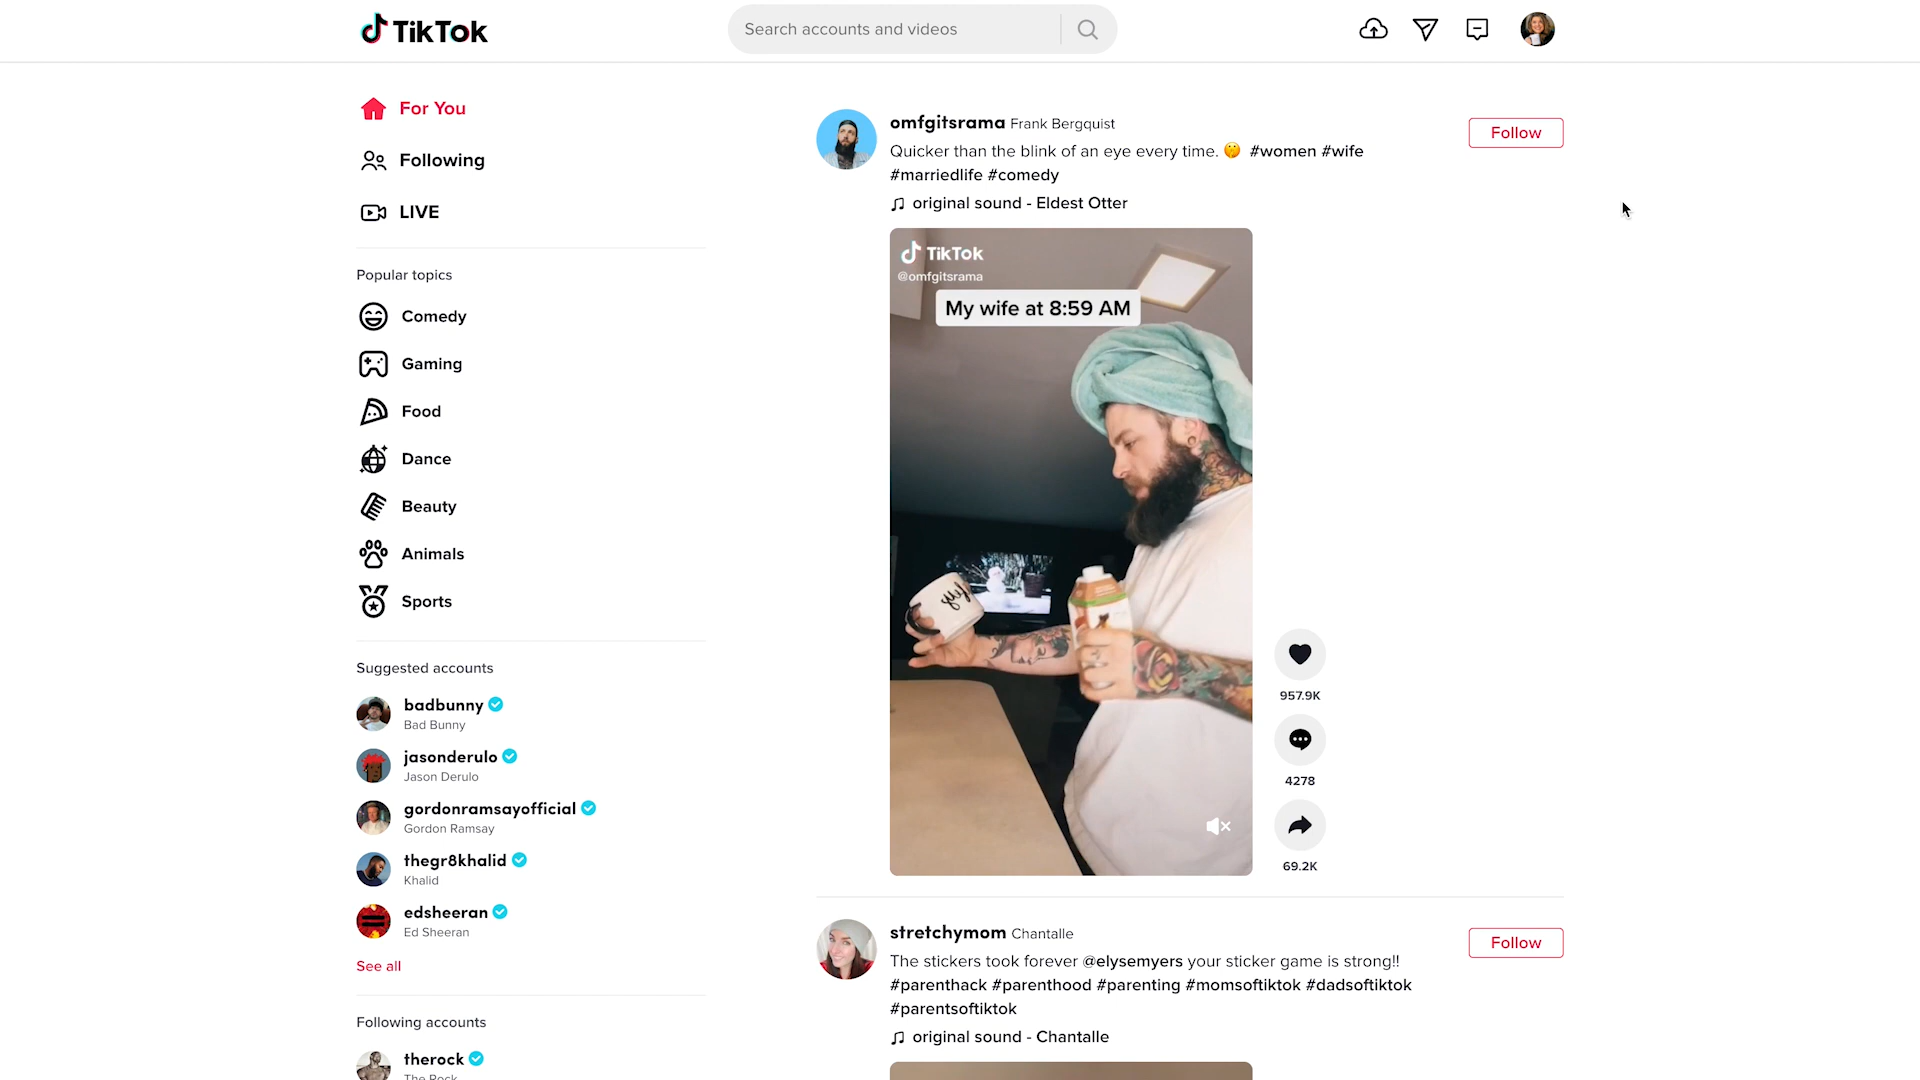 TikTok
Search accounts and videos
For You
Following
LIVE
Popular topics
Comedy
Gaming
Food
Dance
Beauty
Animals
Sports
Suggested accounts
badbunny
Bad Bunny
jasonderulo
Jason Derulo
gordonramsayofficial
Gordon Ramsay
thegr8khalid
Khalid
edsheeran
Ed Sheeran
See all
Following accounts
therock
The Rock
omfgitsrama Frank Bergquist
Follow
Quicker than the blink of an eye every time. 🤫 #women #wife
#marriedlife #comedy
original sound - Eldest Otter
TikTok
@omfgitsrama
My wife at 8:59 AM
957.9K
4278
69.2K
stretchymom Chantalle
Follow
The stickers took forever @elysemyers your sticker game is strong!!
#parenthack #parenthood #parenting #momsoftiktok #dadsoftiktok
#parentsoftiktok
original sound - Chantalle